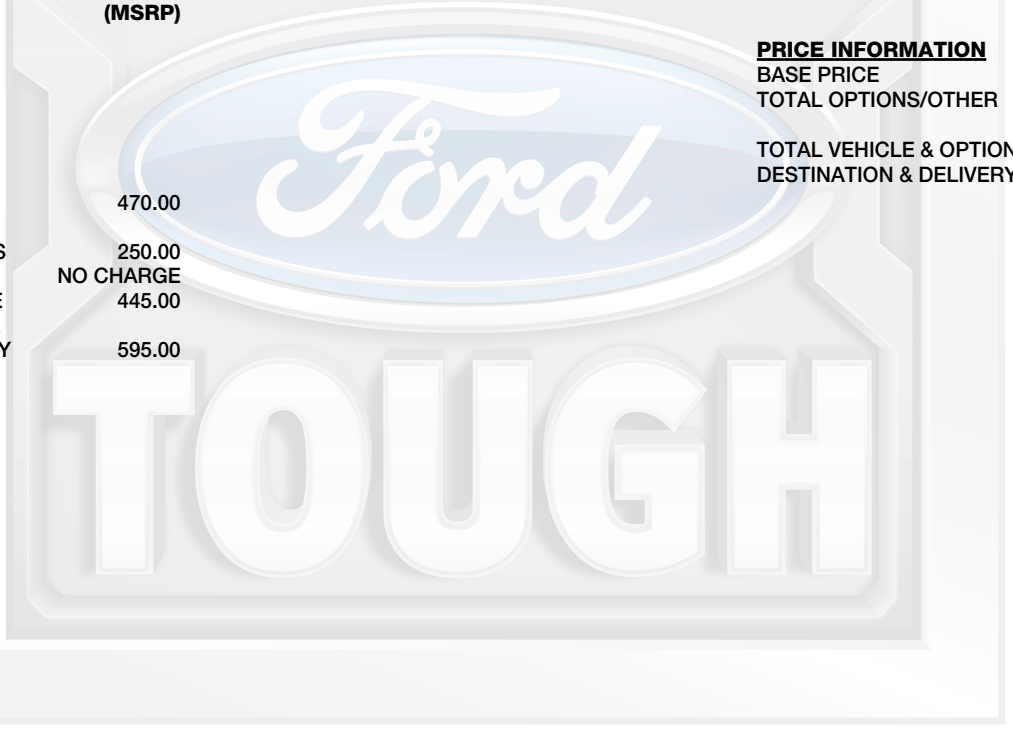 (MSRP)
470.00
S 250.00
NO CHARGE
E 445.00
Y 595.00
PRICE INFORMATION
BASE PRICE
TOTAL OPTIONS/OTHER
TOTAL VEHICLE & OPTION
DESTINATION & DELIVERY
Ford
TOUGH